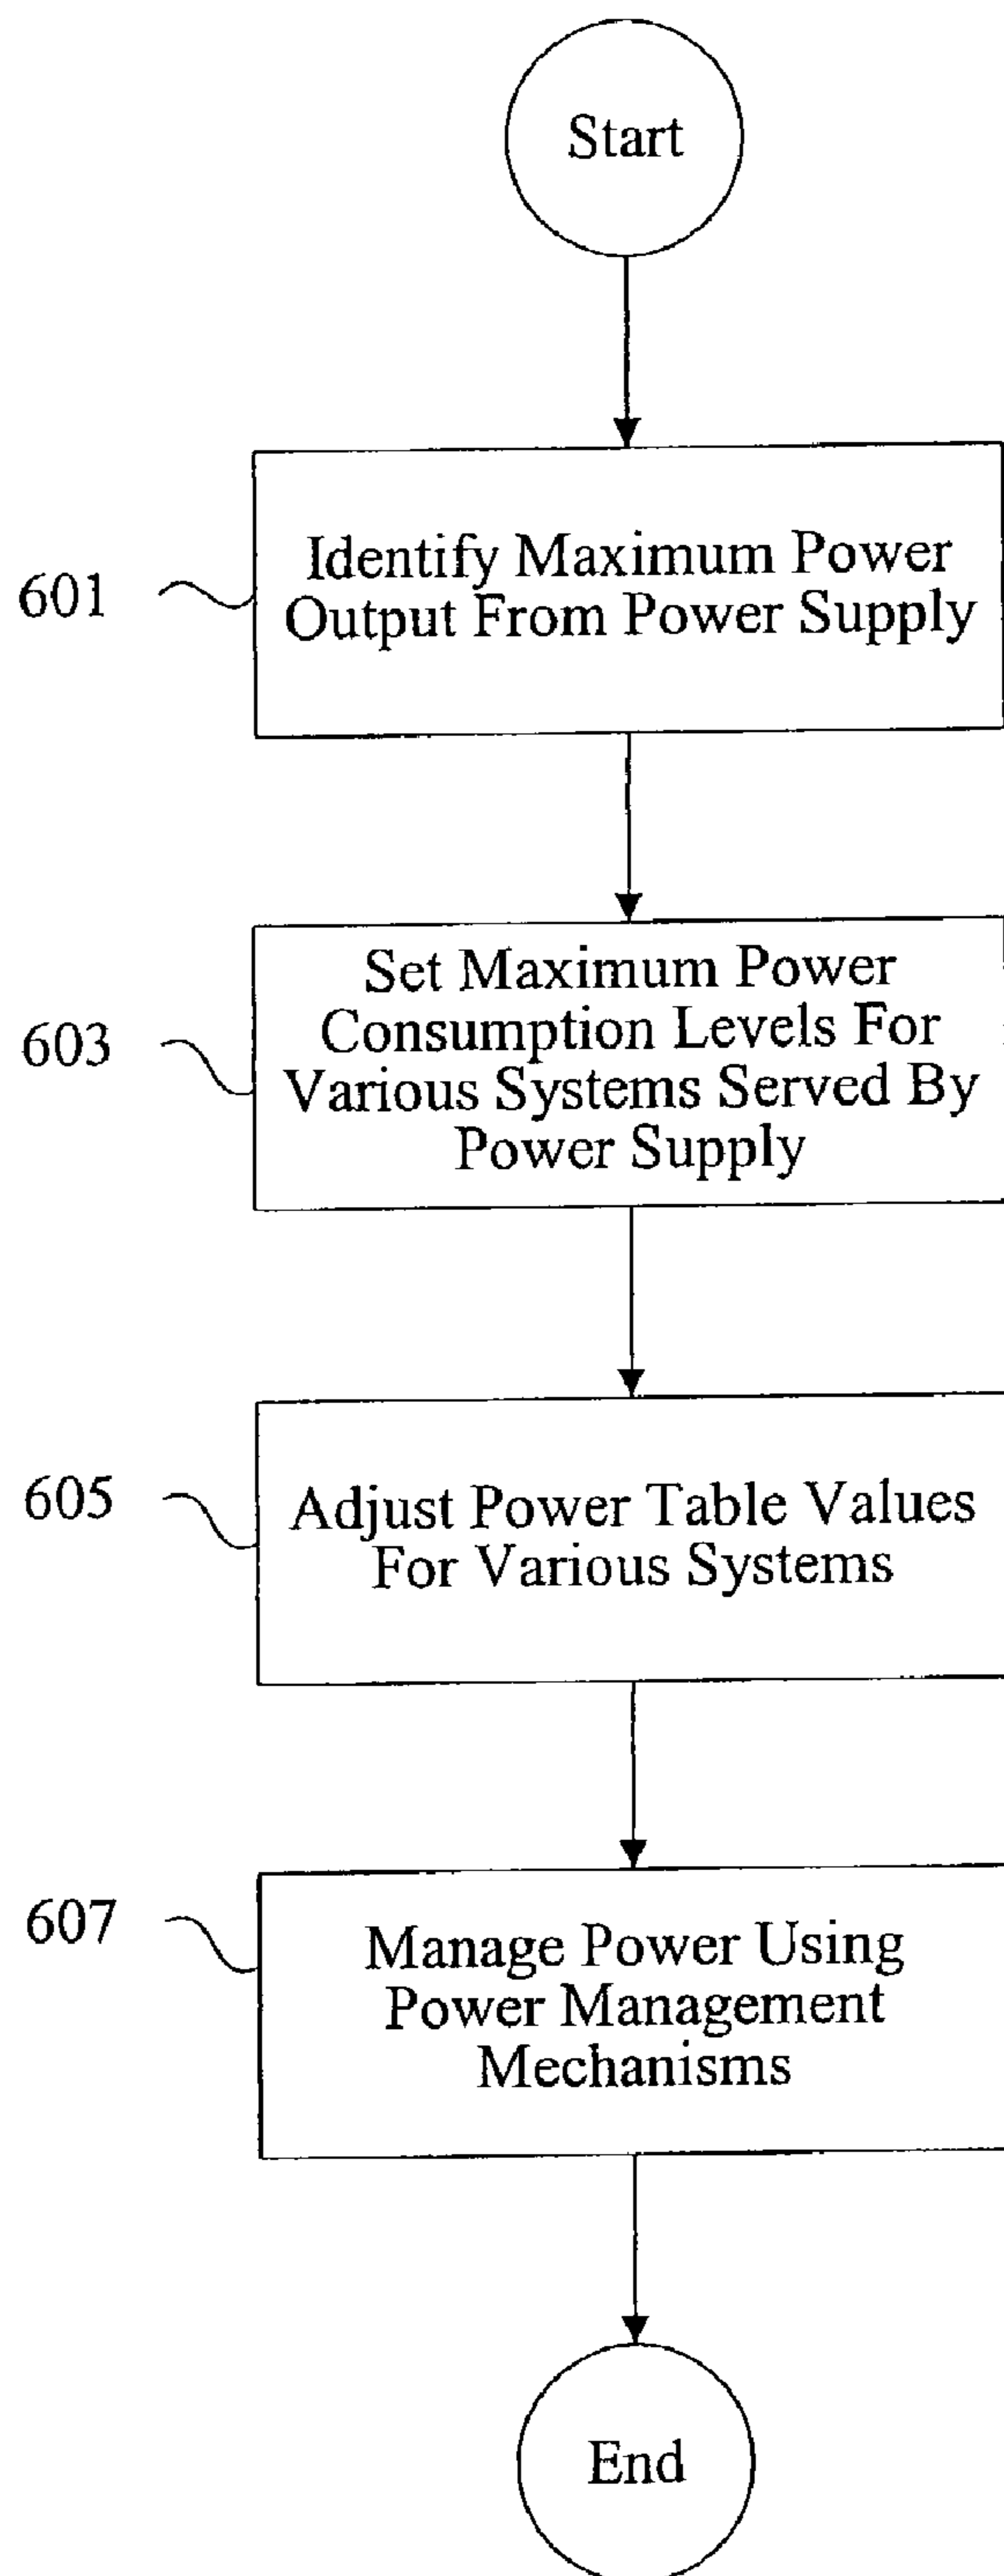 Start
601
Identify Maximum Power
Output From Power Supply
603
Set Maximum Power
Consumption Levels For
Various Systems Served By
Power Supply
605
Adjust Power Table Values
For Various Systems
607
Manage Power Using
Power Management
Mechanisms
End